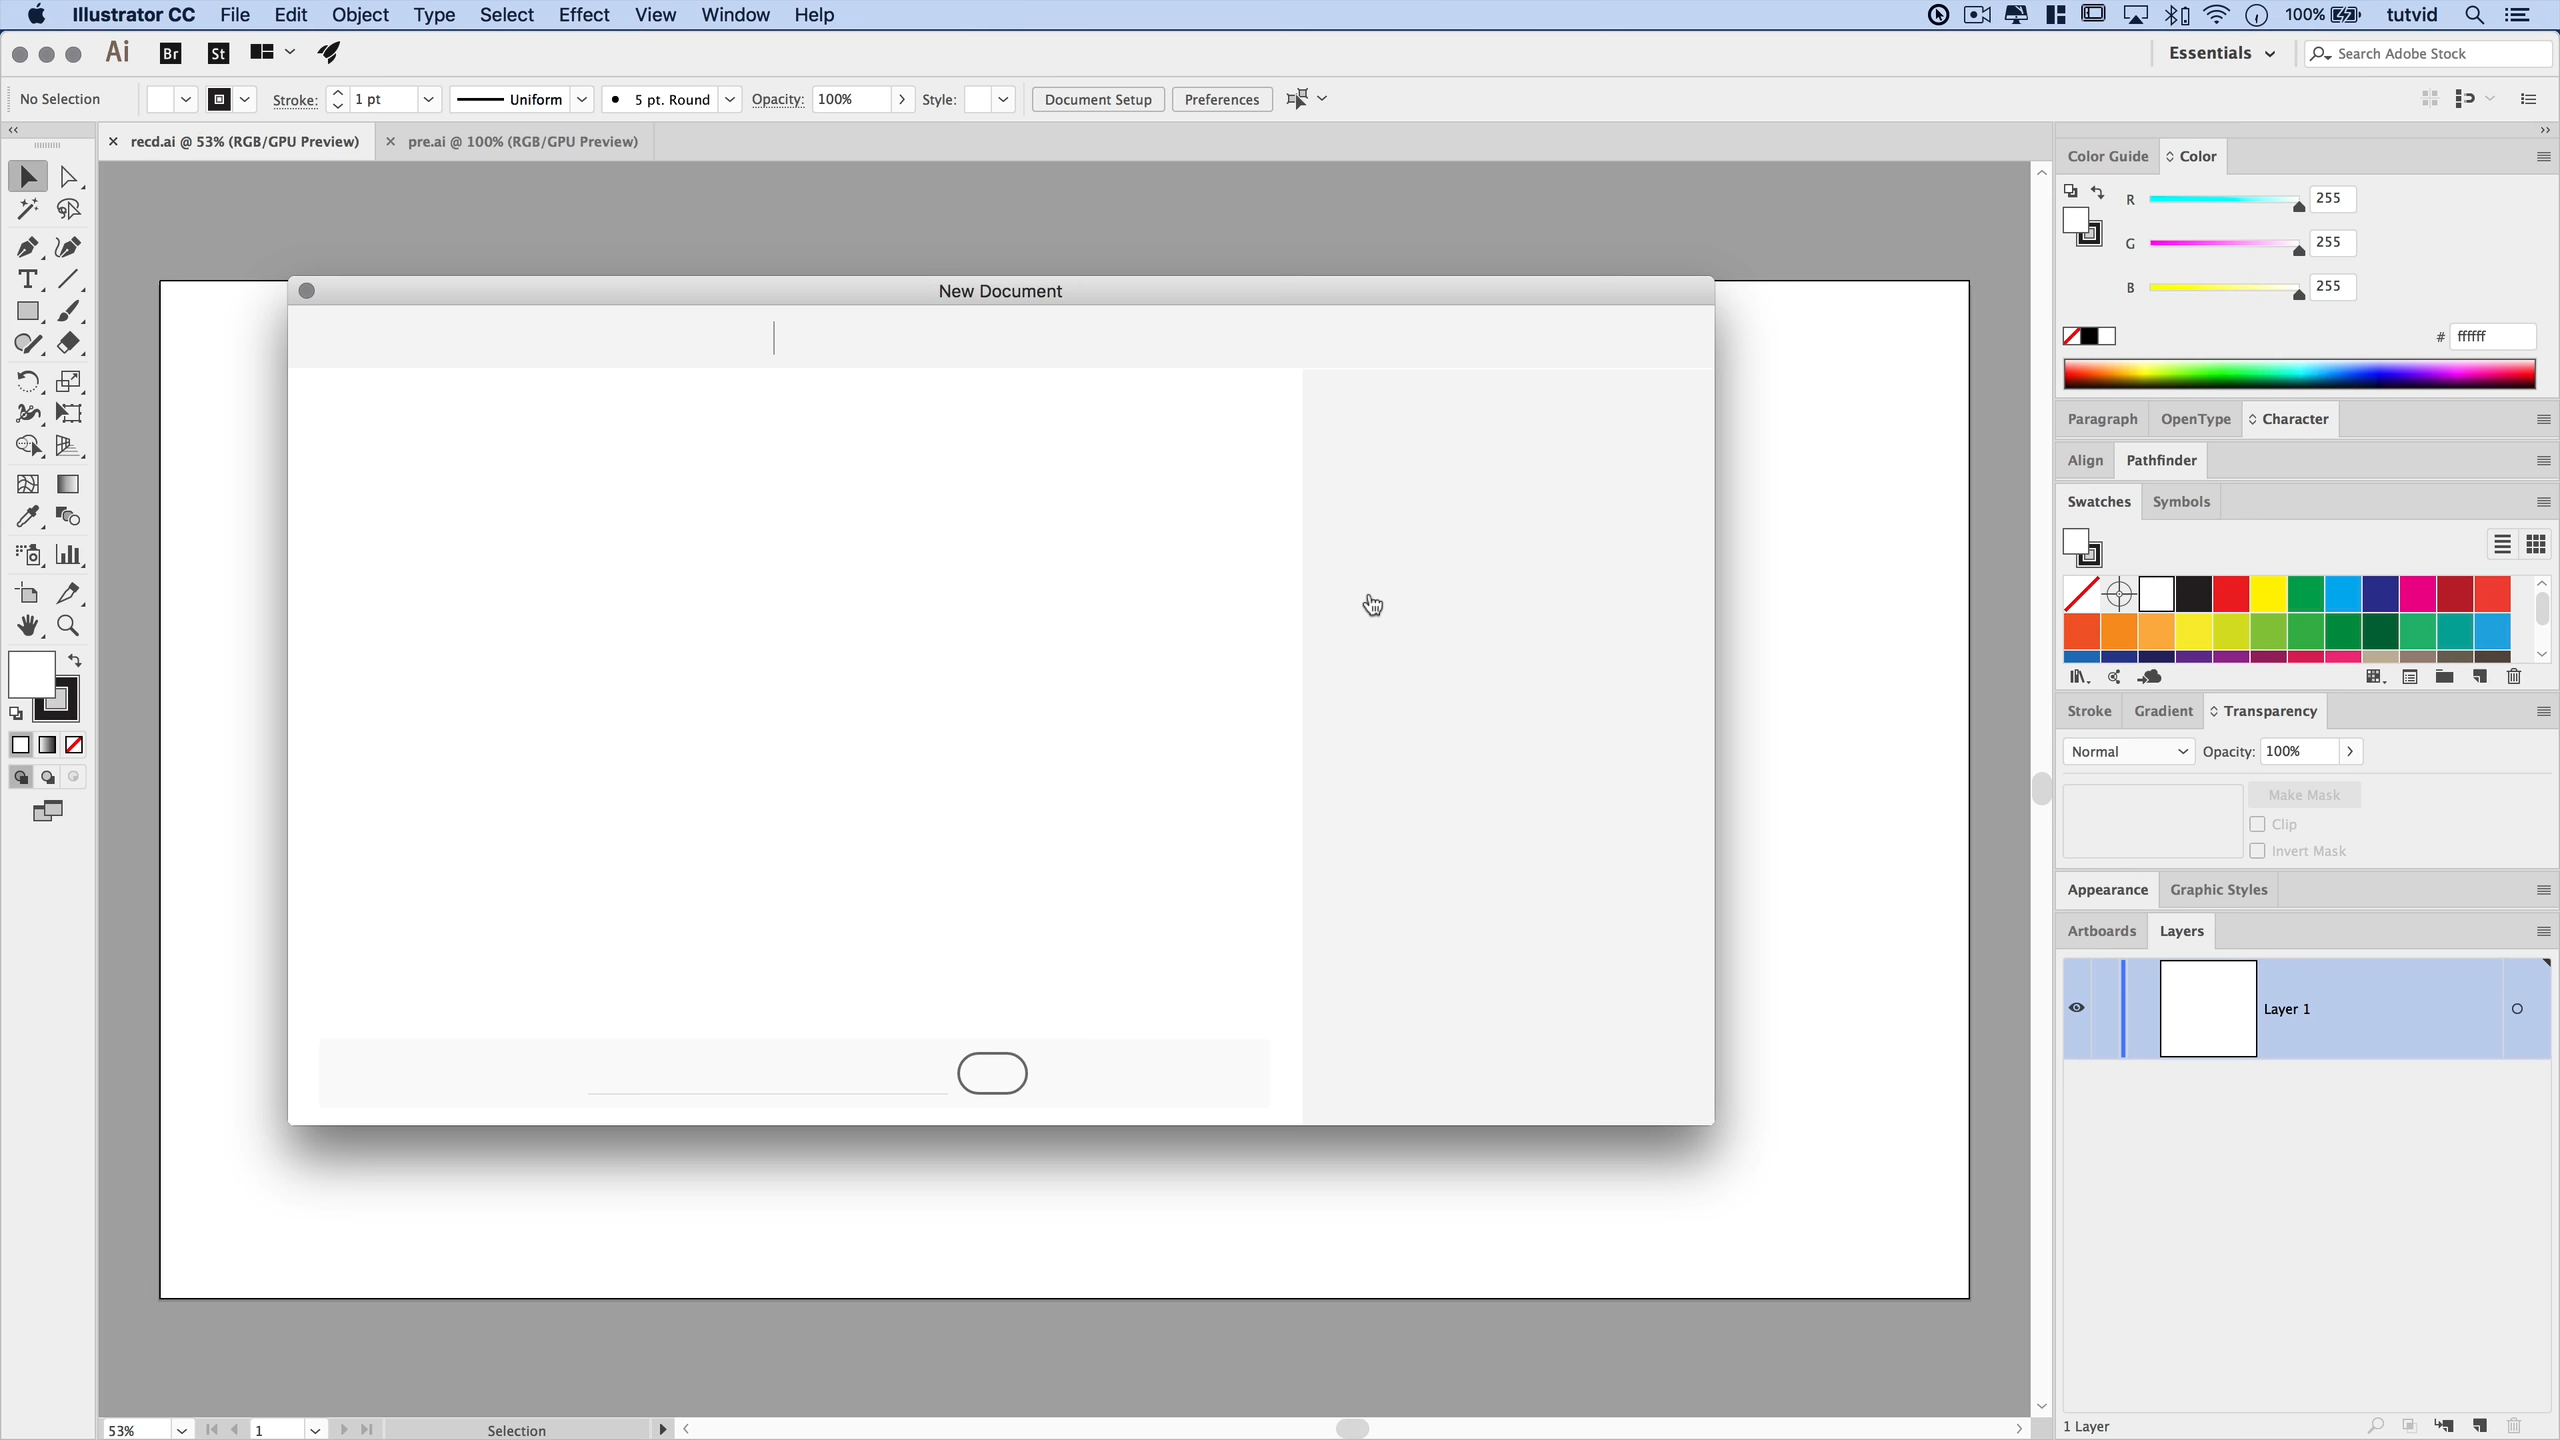 Illustrator CC File Edit Object Type Select Effect View Window Help 100% tutvid
Ai Br St Essentials Search Adobe Stock
No Selection Stroke: 1 pt Uniform 5 pt. Round Opacity: 100% Style: Document Setup Preferences
recd.ai @ 53% (RGB/GPU Preview) pre.ai @ 100% (RGB/GPU Preview)
Color Guide Color
R 255
G 255
B 255
# ffffff
New Document
Paragraph OpenType Character
Align Pathfinder
Swatches Symbols
Stroke Gradient Transparency
Normal Opacity: 100%
Make Mask
Clip
Invert Mask
Appearance Graphic Styles
Artboards Layers
Layer 1
1 Layer
53% 1 Selection